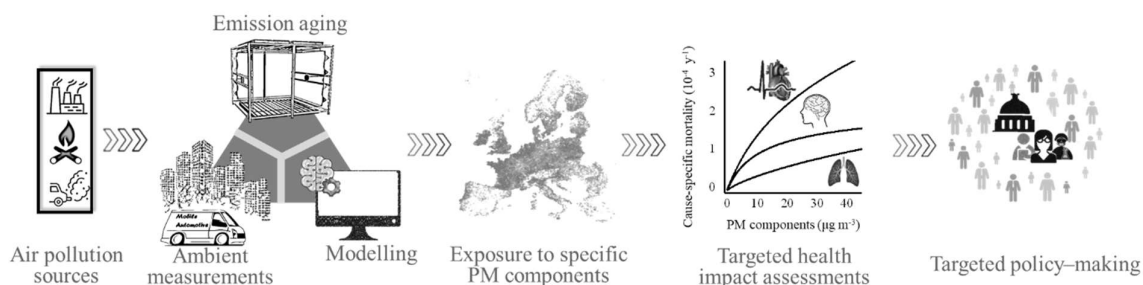 Emission aging
Mobile
Automotive
Air pollution
sources
Ambient
measurements
Modelling
Exposure to specific
PM components
Cause-specific mortality (10⁻⁴ y⁻¹)
3
2
1
0
0 10 20 30 40
PM components (µg m⁻³)
Targeted health
impact assessments
Targeted policy–making